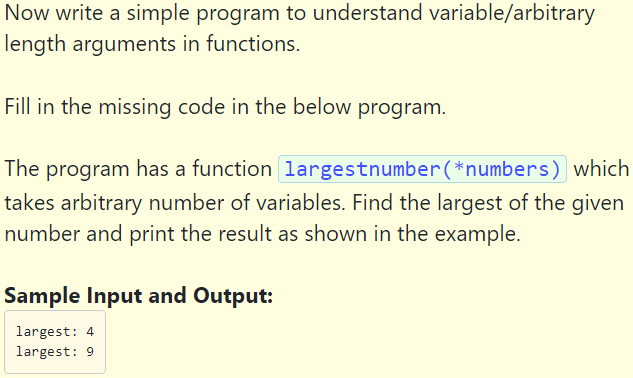 Now write a simple program to understand variable/arbitrary
length arguments in functions.
Fill in the missing code in the below program.
The program has a function largestnumber(*numbers) which
takes arbitrary number of variables. Find the largest of the given
number and print the result as shown in the example.
Sample Input and Output:
largest: 4
largest: 9